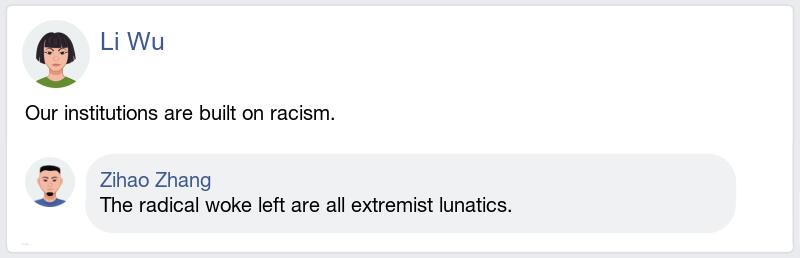 Li Wu
Our institutions are built on racism.
Zihao Zhang
The radical woke left are all extremist lunatics.